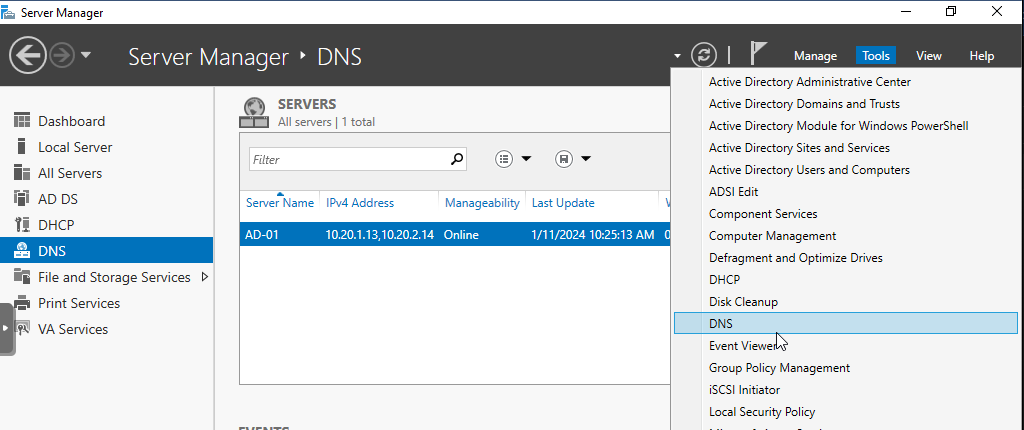 Server Manager
Server Manager ‣ DNS
Manage Tools View Help
Dashboard
Local Server
All Servers
AD DS
DHCP
DNS
File and Storage Services
Print Services
VA Services
SERVERS
All servers | 1 total
Filter
Server Name IPv4 Address Manageability Last Update
AD-01 10.20.1.13,10.20.2.14 Online 1/11/2024 10:25:13 AM
EVENTS
Active Directory Administrative Center
Active Directory Domains and Trusts
Active Directory Module for Windows PowerShell
Active Directory Sites and Services
Active Directory Users and Computers
ADSI Edit
Component Services
Computer Management
Defragment and Optimize Drives
DHCP
Disk Cleanup
DNS
Event Viewer
Group Policy Management
iSCSI Initiator
Local Security Policy